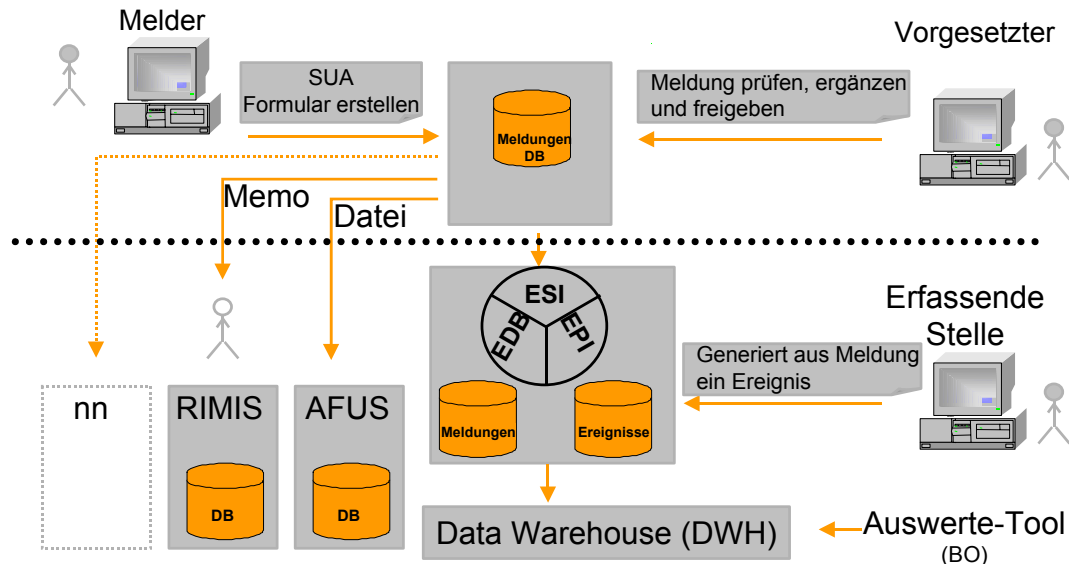 Melder
Vorgesetzter
SUA
Formular erstellen
Meldung prüfen, ergänzen
und freigeben
Meldungen
DB
Memo
Datei
ESI
EDB
EPI
Erfassende
Stelle
Generiert aus Meldung
ein Ereignis
nn
RIMIS
AFUS
Meldungen
Ereignisse
DB
DB
Data Warehouse (DWH)
Auswerte-Tool
(BO)